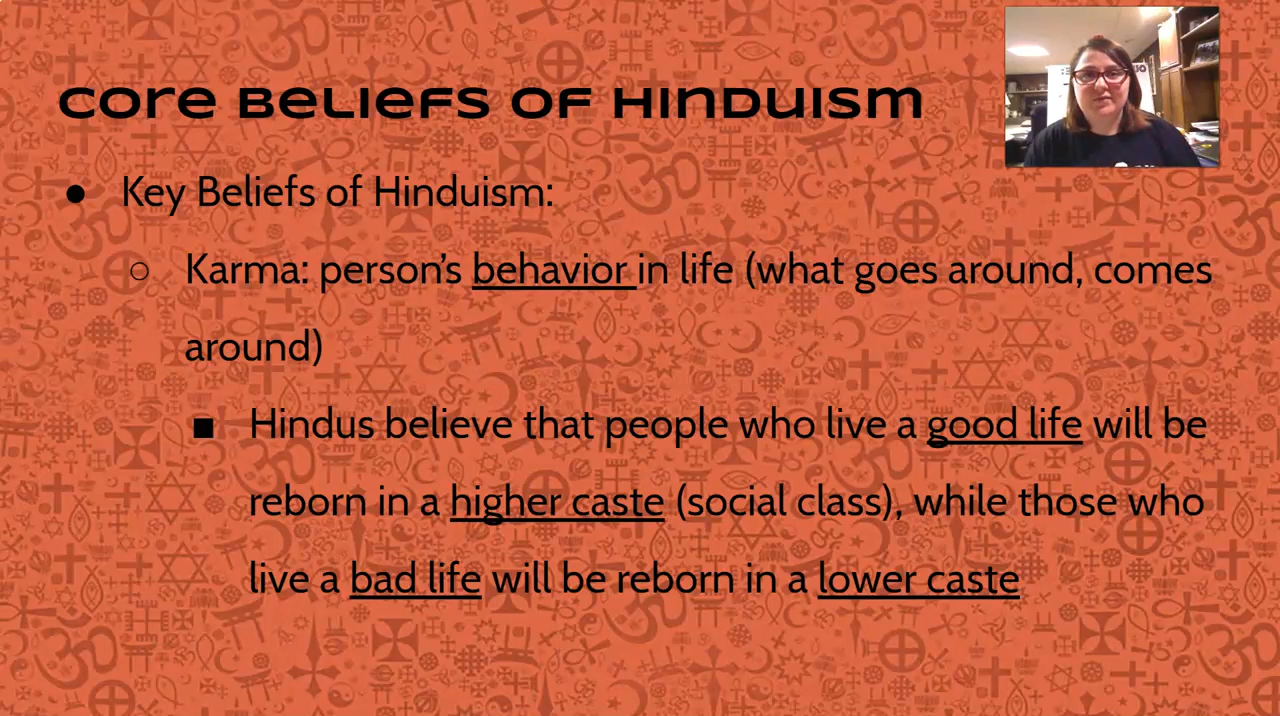 Core Beliefs of Hinduism
● Key Beliefs of Hinduism:
○ Karma: person's behavior in life (what goes around, comes
around)
■ Hindus believe that people who live a good life will be
reborn in a higher caste (social class), while those who
live a bad life will be reborn in a lower caste